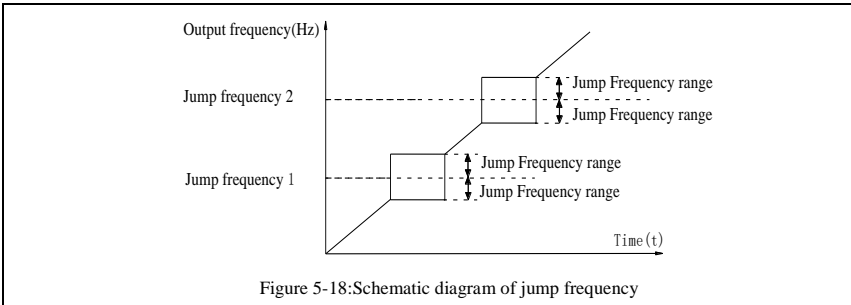 Output frequency(Hz)
Jump Frequency range
Jump frequency 2
Jump Frequency range
Jump Frequency range
Jump frequency 1
Jump Frequency range
Time(t)
Figure 5-18:Schematic diagram of jump frequency